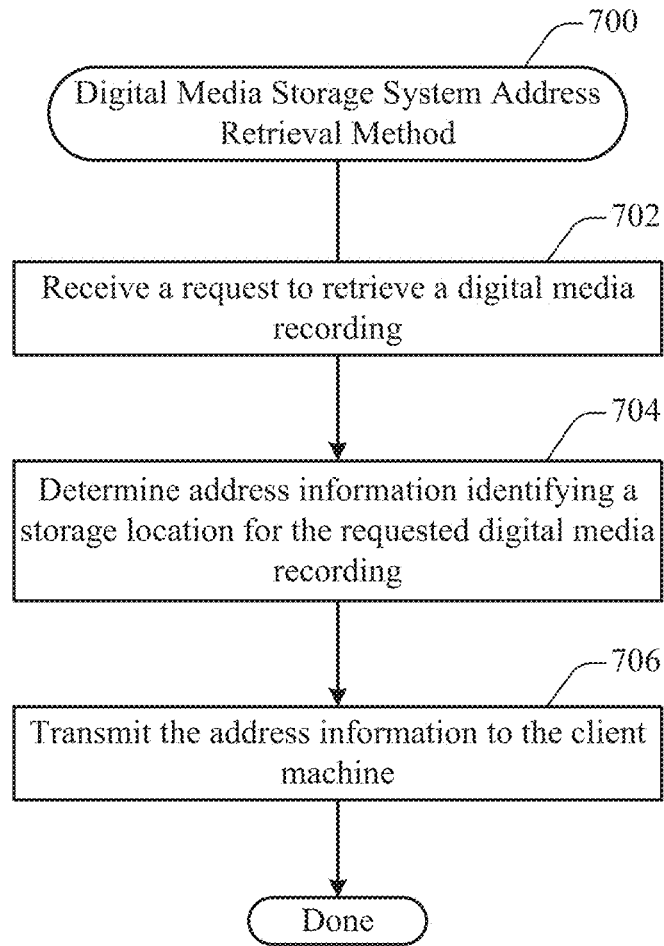 700
Digital Media Storage System Address
Retrieval Method
702
Receive a request to retrieve a digital media
recording
704
Determine address information identifying a
storage location for the requested digital media
recording
706
Transmit the address information to the client
machine
Done